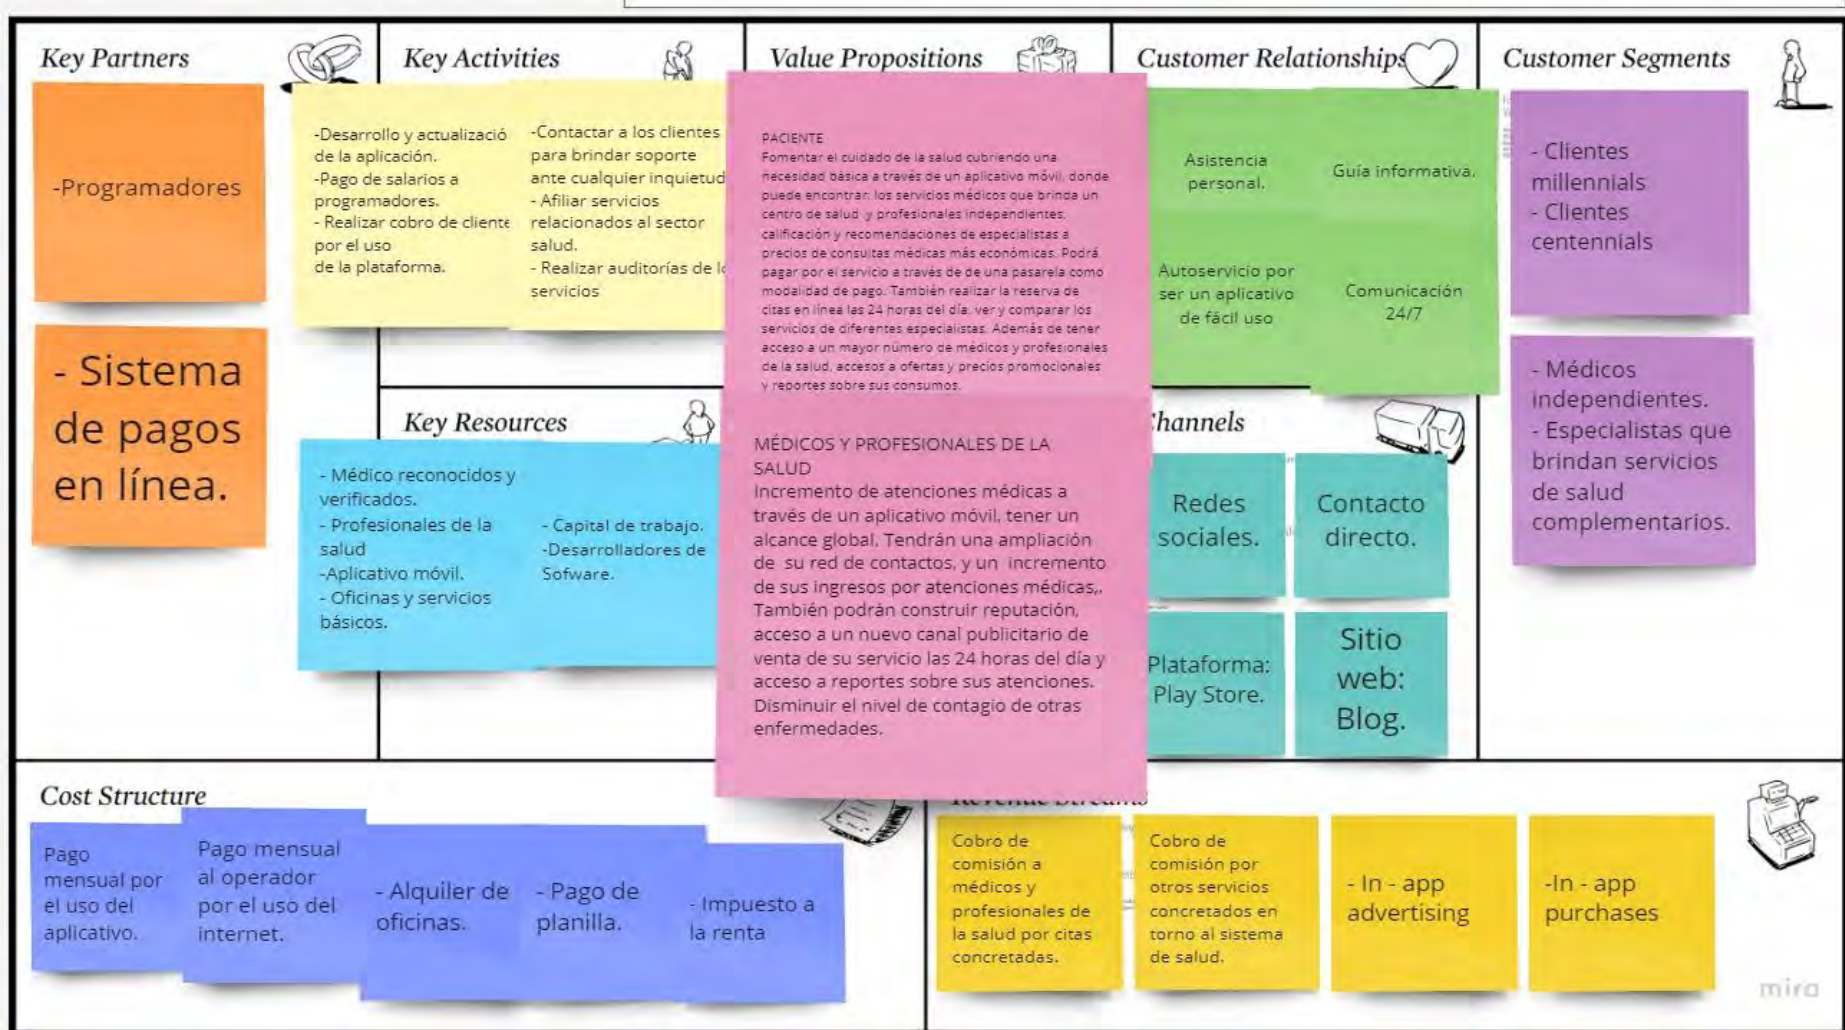 Key Partners
-Programadores
- Sistema
de pagos
en línea.
Key Activities
-Desarrollo y actualizació
de la aplicación.
-Pago de salarios a
programadores.
- Realizar cobro de cliente
por el uso
de la plataforma.
-Contactar a los clientes
para brindar soporte
ante cualquier inquietud
- Afiliar servicios
relacionados al sector
salud.
- Realizar auditorías de lo
servicios
Key Resources
- Médico reconocidos y
verificados.
- Profesionales de la
salud
-Aplicativo móvil.
- Oficinas y servicios
básicos.
- Capital de trabajo.
-Desarrolladores de
Sofware.
Value Propositions
PACIENTE
Fomentar el cuidado de la salud cubriendo una
necesidad básica a través de un aplicativo móvil, donde
puede encontrar: los servicios médicos que brinda un
centro de salud y profesionales independientes,
calificación y recomendaciones de especialistas a
precios de consultas médicas más económicas. Podrá
pagar por el servicio a través de de una pasarela como
modalidad de pago. También realizar la reserva de
citas en línea las 24 horas del día, ver y comparar los
servicios de diferentes especialistas. Además de tener
acceso a un mayor número de médicos y profesionales
de la salud, accesos a ofertas y precios promocionales
y reportes sobre sus consumos.
MÉDICOS Y PROFESIONALES DE LA
SALUD
Incremento de atenciones médicas a
través de un aplicativo móvil, tener un
alcance global. Tendrán una ampliación
de su red de contactos, y un incremento
de sus ingresos por atenciones médicas,.
También podrán construir reputación,
acceso a un nuevo canal publicitario de
venta de su servicio las 24 horas del día y
acceso a reportes sobre sus atenciones.
Disminuir el nivel de contagio de otras
enfermedades.
Customer Relationships
Asistencia
personal.
Guía informativa.
Autoservicio por
ser un aplicativo
de fácil uso
Comunicación
24/7
hannels
Redes
sociales.
Contacto
directo.
Plataforma:
Play Store.
Sitio
web:
Blog.
Customer Segments
- Clientes
millennials
- Clientes
centennials
- Médicos
independientes.
- Especialistas que
brindan servicios
de salud
complementarios.
Cost Structure
Pago
mensual por
el uso del
aplicativo.
Pago mensual
al operador
por el uso del
internet.
- Alquiler de
oficinas.
- Pago de
planilla.
- Impuesto a
la renta
Revenue Streams
Cobro de
comisión a
médicos y
profesionales de
la salud por citas
concretadas.
Cobro de
comisión por
otros servicios
concretados en
torno al sistema
de salud.
- In - app
advertising
-In - app
purchases
miro